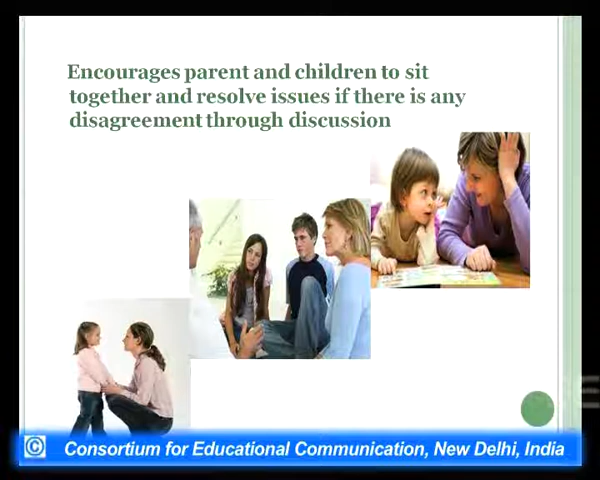 Encourages parent and children to sit
together and resolve issues if there is any
disagreement through discussion
© Consortium for Educational Communication, New Delhi, India